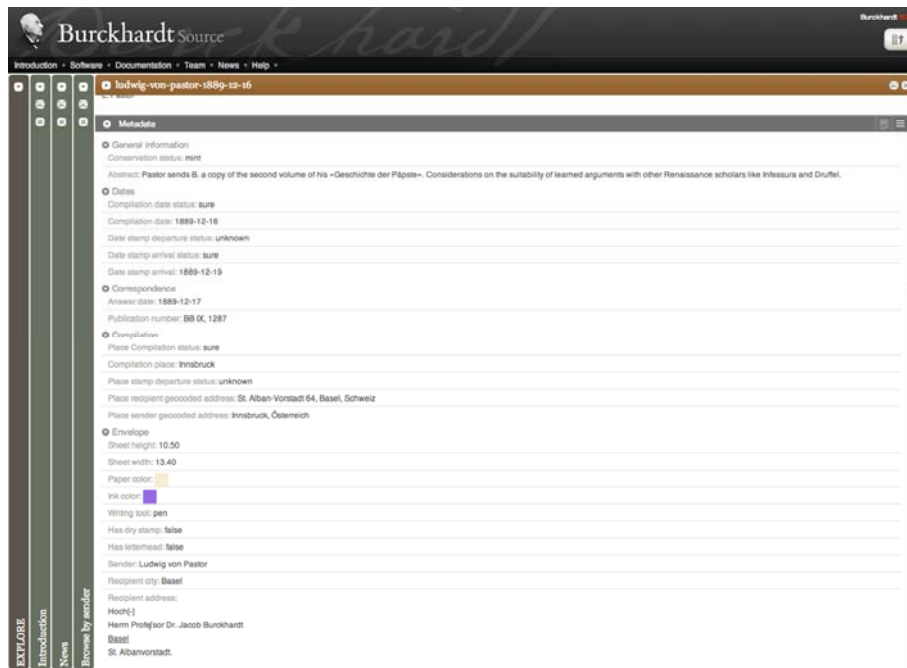 Burckhardt Source
Burckhardt
Introduction • Software • Documentation • Team • News • Help •
ludwig-von-pastor-1889-12-16
Metadata
General information
Conservation status: mint
Abstract: Pastor sends B. a copy of the second volume of his «Geschichte der Päpste». Considerations on the suitability of learned arguments with other Renaissance scholars like Infessura and Druffel.
Dates
Compilation date status: sure
Compilation date: 1889-12-16
Date stamp departure status: unknown
Date stamp arrival status: sure
Date stamp arrival: 1889-12-19
Correspondence
Answer date: 1889-12-17
Publication number: BB IX, 1287
Compilation
Place Compilation status: sure
Compilation place: Innsbruck
Place stamp departure status: unknown
Place recipient geocoded address: St. Alban-Vorstadt 64, Basel, Schweiz
Place sender geocoded address: Innsbruck, Österreich
Envelope
Sheet height: 10.50
Sheet width: 13.40
Paper color:
Ink color:
Writing tool: pen
Has dry stamp: false
Has letterhead: false
Sender: Ludwig von Pastor
Recipient city: Basel
Recipient address:
Hoch[-]
Herrn Profeſsor Dr. Jacob Burckhardt
Basel
St. Albanvorstadt.
EXPLORE
Introduction
News
Browse by sender